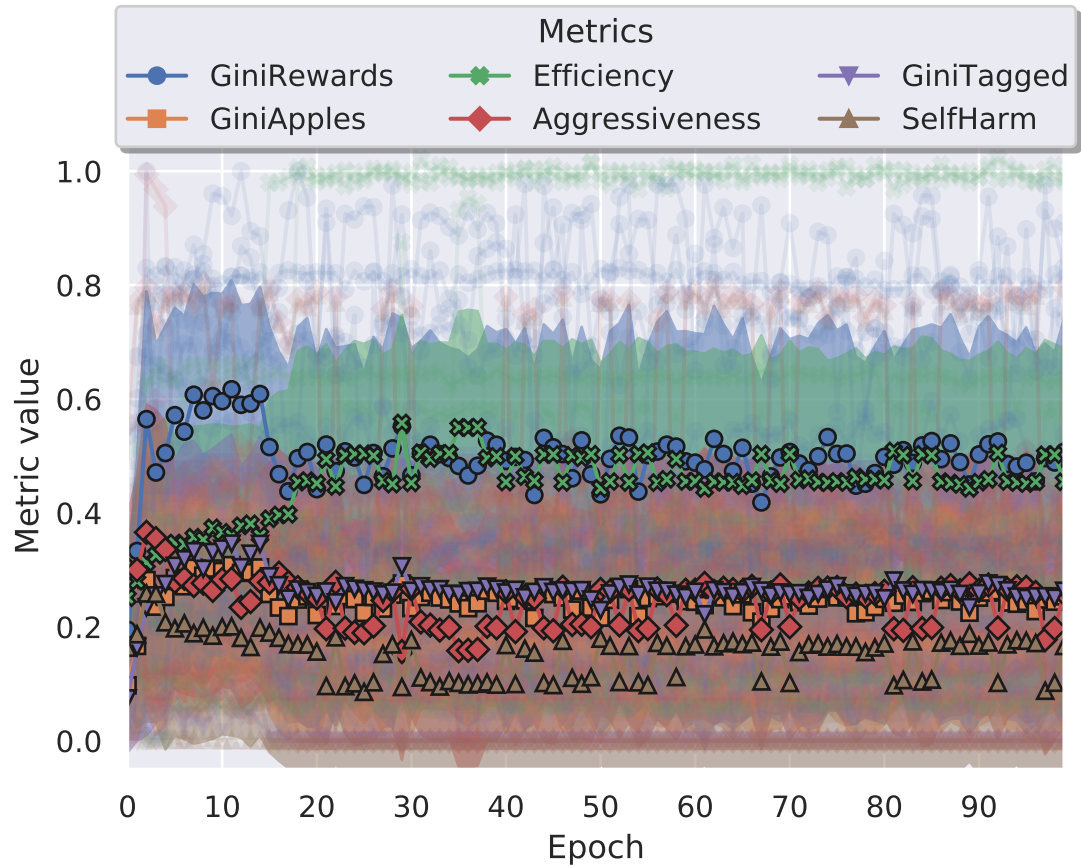 Metrics
GiniRewards Efficiency GiniTagged
GiniApples Aggressiveness SelfHarm
1.0
0.8
0.6
0.4
0.2
0.0
Metric value
0 10 20 30 40 50 60 70 80 90
Epoch